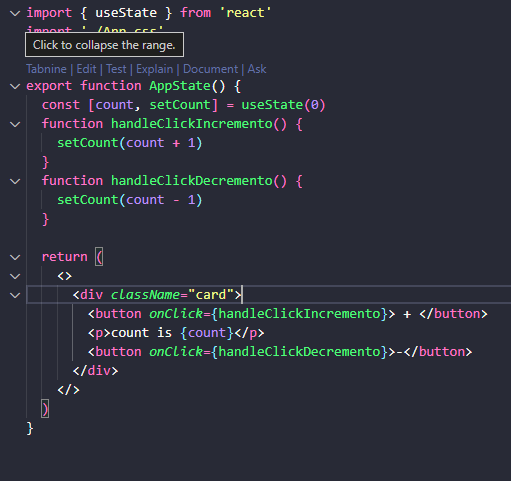 import { useState } from 'react'
import './App.css'
Click to collapse the range.
Tabnine | Edit | Test | Explain | Document | Ask
export function AppState() {
const [count, setCount] = useState(0)
function handleClickIncremento() {
setCount(count + 1)
}
function handleClickDecremento() {
setCount(count - 1)
}
return (
<>
<div className="card">
<button onClick={handleClickIncremento}> + </button>
<p>count is {count}</p>
<button onClick={handleClickDecremento}>-</button>
</div>
</>
)
}